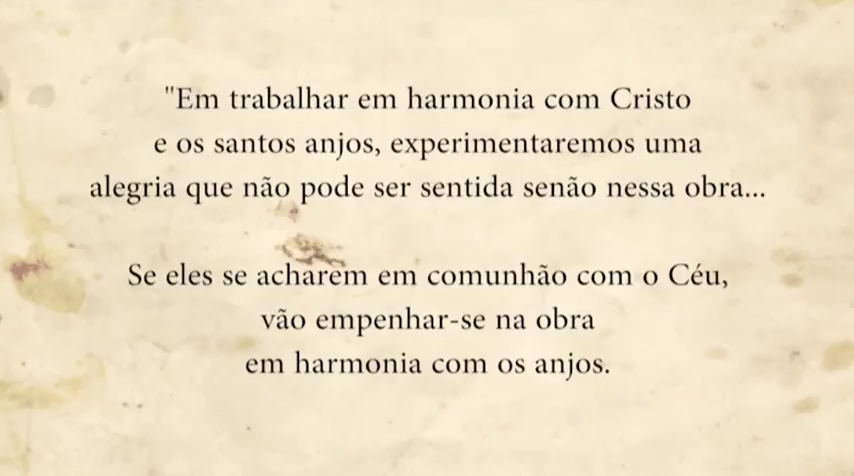 "Em trabalhar em harmonia com Cristo
e os santos anjos, experimentaremos uma
alegria que não pode ser sentida senão nessa obra...
Se eles se acharem em comunhão com o Céu,
vão empenhar-se na obra
em harmonia com os anjos.